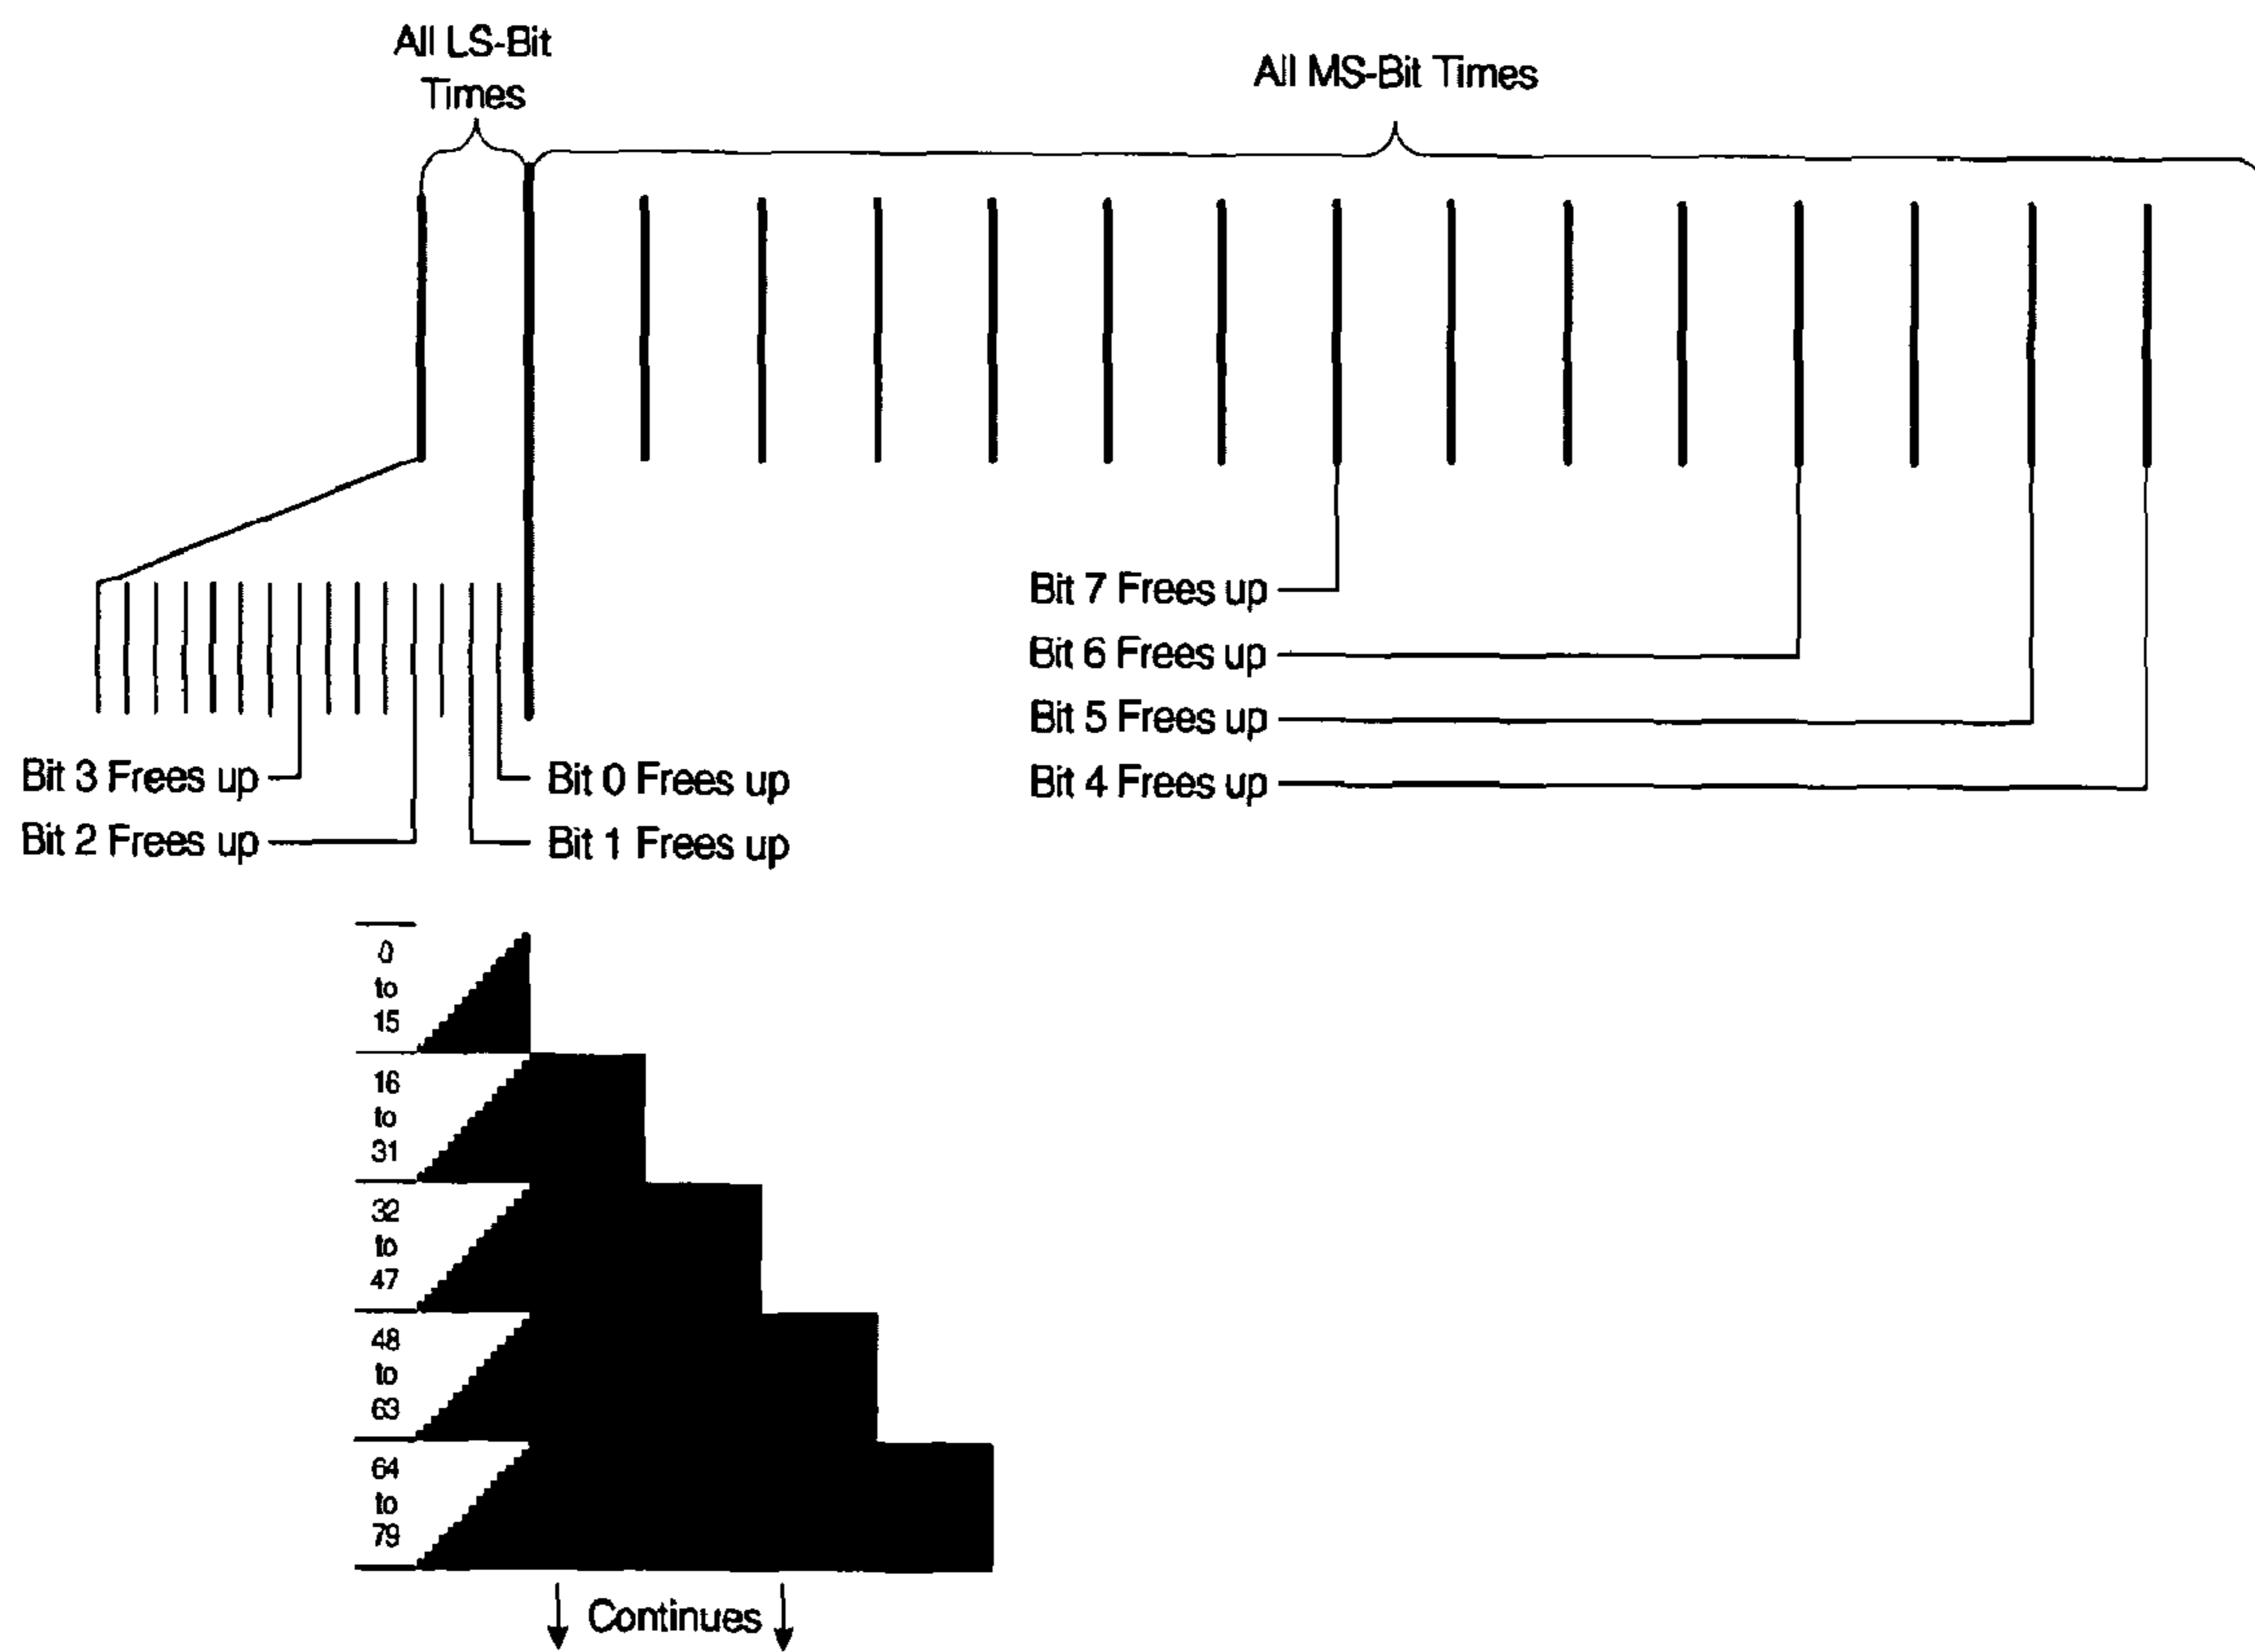 All LS-Bit
Times
All MS-Bit Times
Bit 7 Frees up
Bit 6 Frees up
Bit 5 Frees up
Bit 4 Frees up
Bit 3 Frees up
Bit 0 Frees up
Bit 2 Frees up
Bit 1 Frees up
0
to
15
16
to
31
32
to
47
48
to
63
64
to
79
Continues